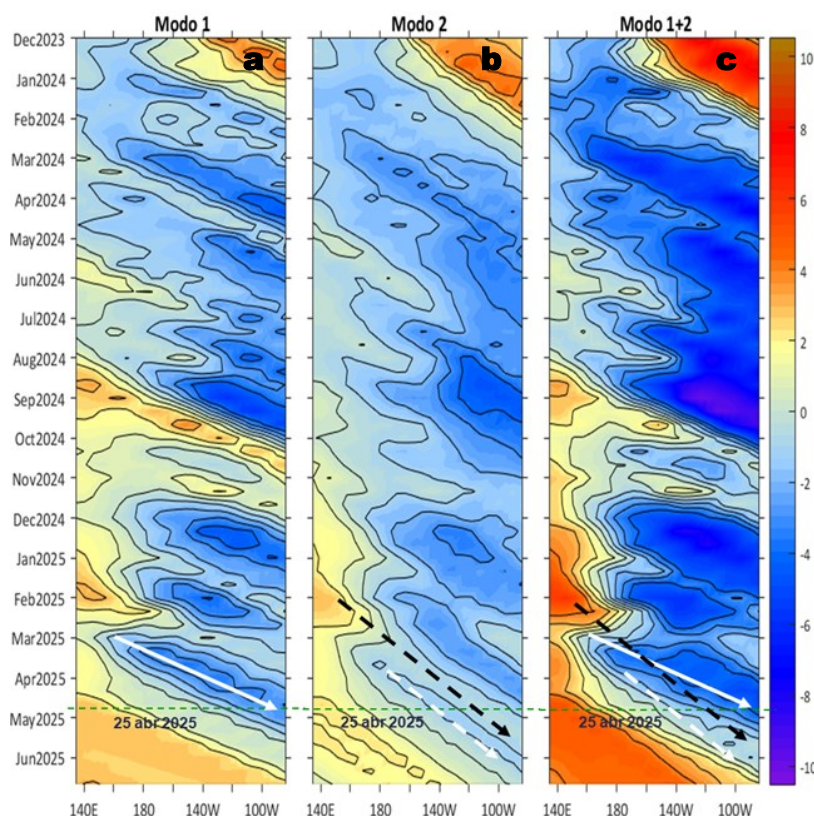 Modo 1 Modo 2 Modo 1+2
a b c
Dec2023
Jan2024
Feb2024
Mar2024
Apr2024
May2024
Jun2024
Jul2024
Aug2024
Sep2024
Oct2024
Nov2024
Dec2024
Jan2025
Feb2025
Mar2025
Apr2025
May2025
Jun2025
25 abr 2025 25 abr 2025 25 abr 2025
140E 180 140W 100W 140E 180 140W 100W 140E 180 140W 100W
10
8
6
4
2
0
-2
-4
-6
-8
-10